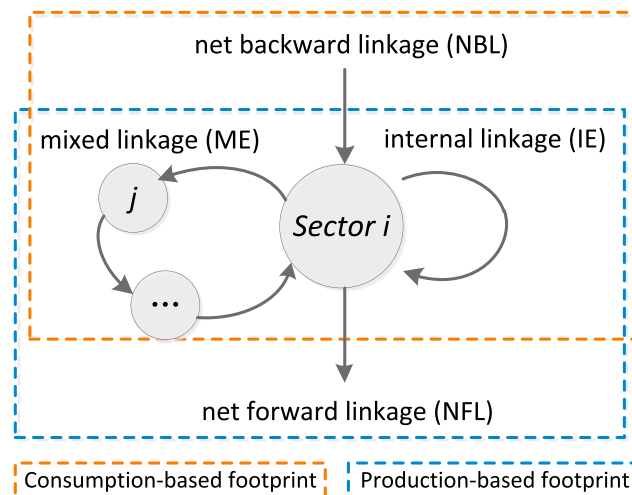 net backward linkage (NBL)
mixed linkage (ME)
internal linkage (IE)
j
Sector i
...
net forward linkage (NFL)
Consumption-based footprint
Production-based footprint